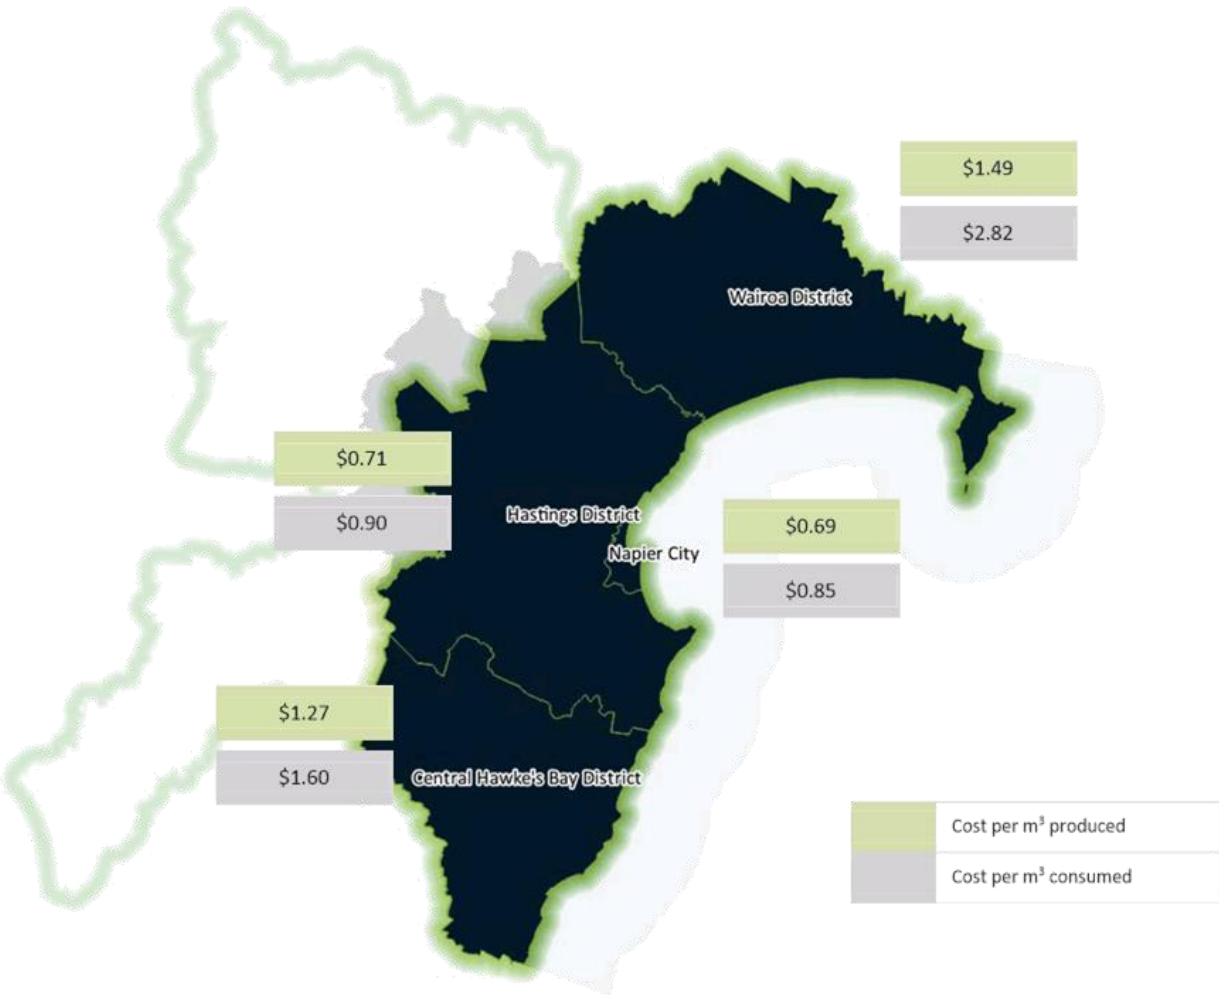 $1.49
$2.82
Wairoa District
$0.71
$0.90
Hastings District
Napier City
$0.69
$0.85
$1.27
$1.60
Central Hawke's Bay District
Cost per m³ produced
Cost per m³ consumed